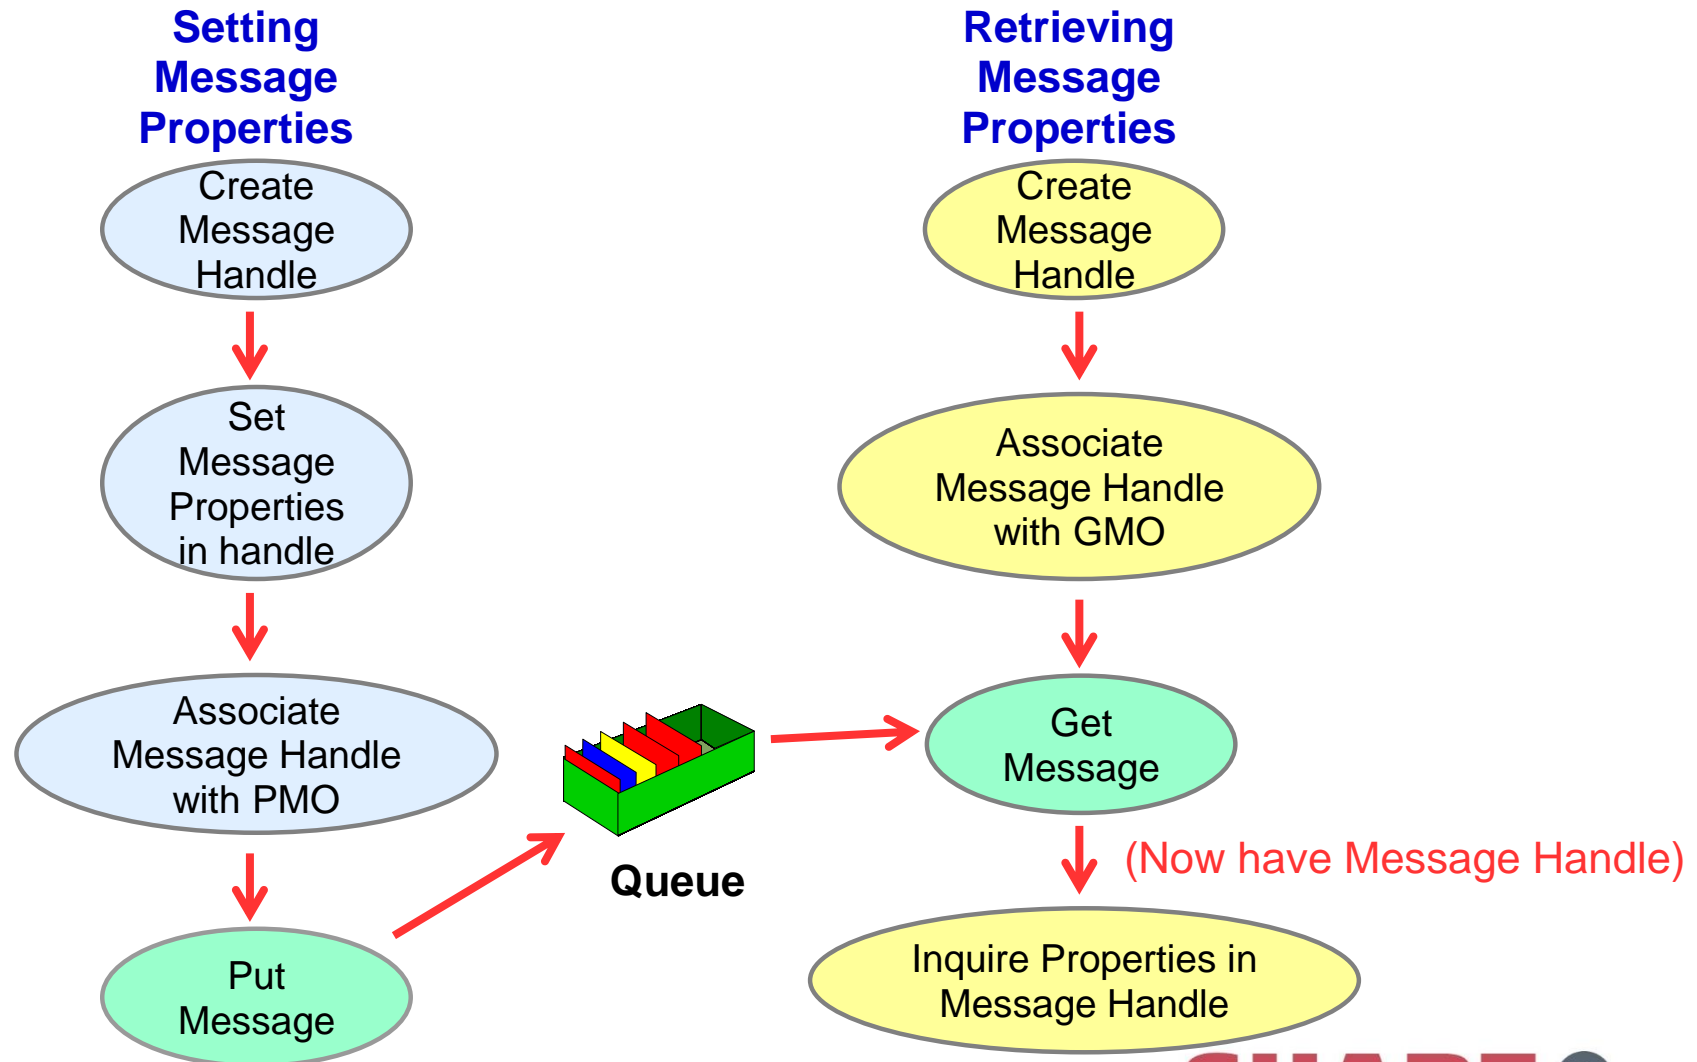 Setting
Message
Properties
Create
Message
Handle
Set
Message
Properties
in handle
Associate
Message Handle
with PMO
Put
Message
Queue
Retrieving
Message
Properties
Create
Message
Handle
Associate
Message Handle
with GMO
Get
Message
(Now have Message Handle)
Inquire Properties in
Message Handle